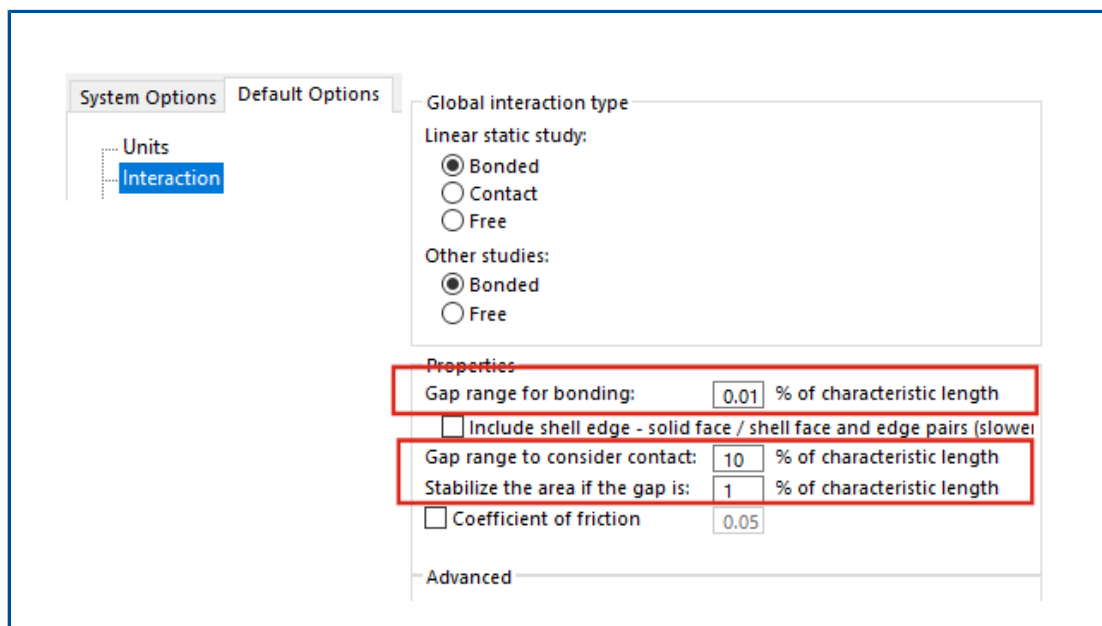 System Options Default Options
Units
Interaction
Global interaction type
Linear static study:
Bonded
Contact
Free
Other studies:
Bonded
Free
Properties
Gap range for bonding: 0.01 % of characteristic length
Include shell edge - solid face / shell face and edge pairs (slower
Gap range to consider contact: 10 % of characteristic length
Stabilize the area if the gap is: 1 % of characteristic length
Coefficient of friction 0.05
Advanced